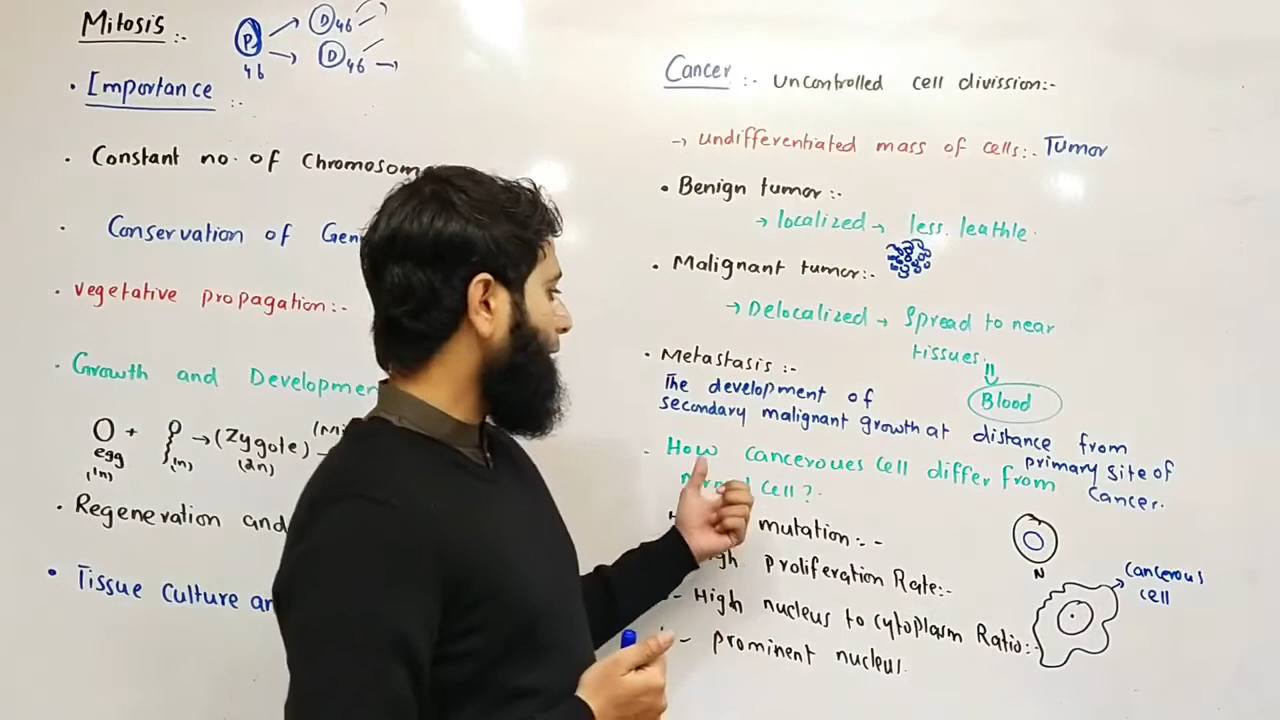 Mitosis :-
P 46 D 46 D 46
• Importance :-
• Constant no. of Chromosom
• Conservation of Gen
• vegetative propagation:-
• Growth and Developmen
O + → (Zygote) (Mi
egg (1n) (1n) (2n)
• Regeneration and
• Tissue Culture an
Cancer :- uncontrolled cell divission:-
→ undifferentiated mass of cells:- Tumor
• Benign tumor:-
→ localized → less leathle.
• Malignant tumor:-
→ Delocalized → Spread to near
tissues.
Blood
• Metastasis :-
The development of
secondary malignant growth at distance from
primary site of
cancer.
• How canceroues cell differ from
cell?
mutation:- -
proliferation Rate:-
- High nucleus to cytoplasm Ratio:-
- prominent nucleus.
N
cancerous
cell